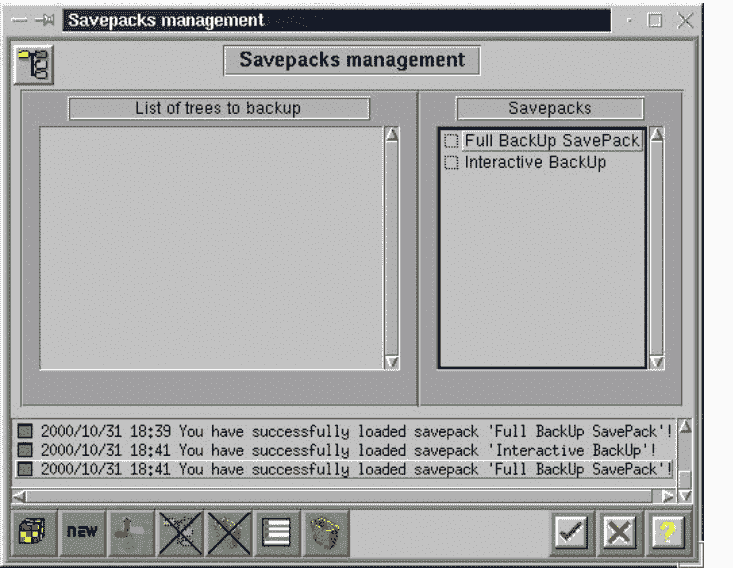 Savepacks management
Savepacks management
List of trees to backup
Savepacks
Full BackUp SavePack
Interactive BackUp
2000/10/31 18:39 You have successfully loaded savepack 'Full BackUp SavePack'!
2000/10/31 18:41 You have successfully loaded savepack 'Interactive BackUp'!
2000/10/31 18:41 You have successfully loaded savepack 'Full BackUp SavePack'!
new
?